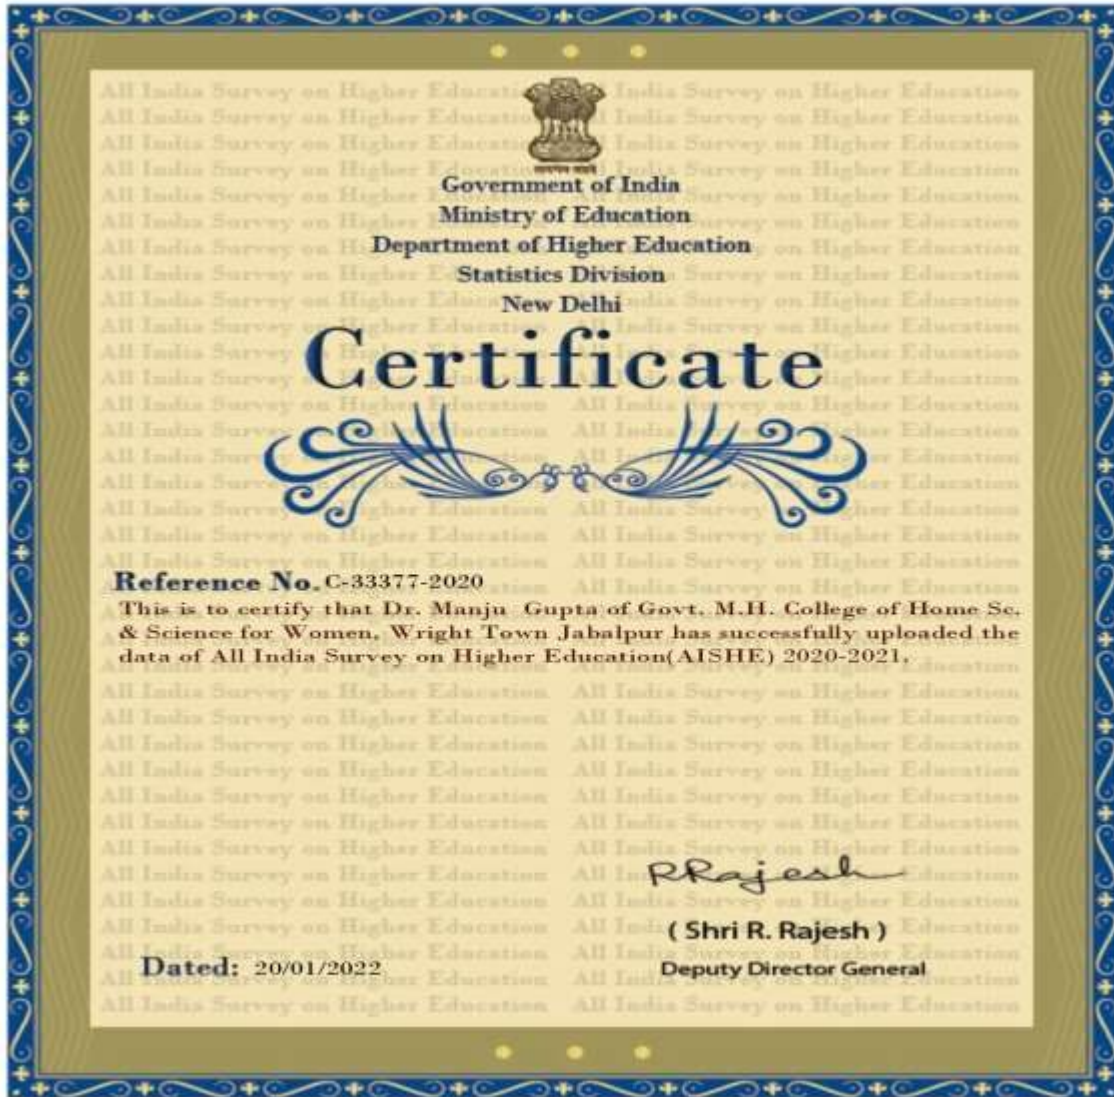 Government of India
Ministry of Education
Department of Higher Education
Statistics Division
New Delhi
Certificate
Reference No. C-33377-2020
This is to certify that Dr. Manju Gupta of Govt. M.H. College of Home Sc.
& Science for Women, Wright Town Jabalpur has successfully uploaded the
data of All India Survey on Higher Education(AISHE) 2020-2021.
RRajesh
( Shri R. Rajesh )
Dated: 20/01/2022
Deputy Director General